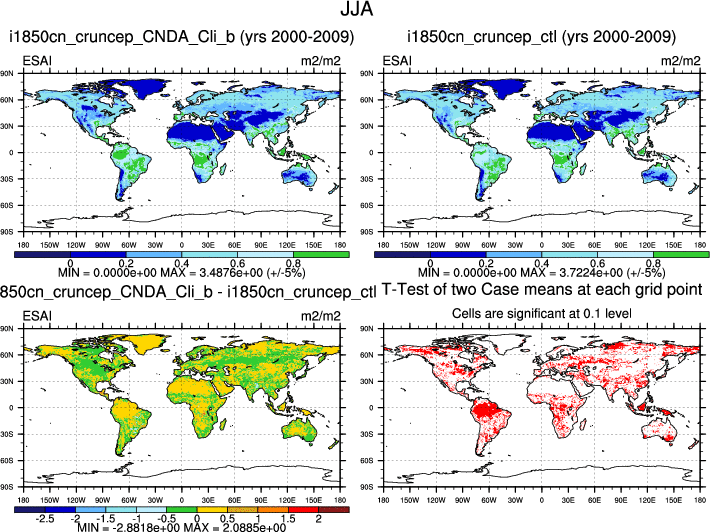 JJA
i1850cn_cruncep_CNDA_Cli_b (yrs 2000-2009)
i1850cn_cruncep_ctl (yrs 2000-2009)
ESAI m2/m2
ESAI m2/m2
90N 60N 30N 0 30S 60S 90S
90N 60N 30N 0 30S 60S 90S
180 150W 120W 90W 60W 30W 0 30E 60E 90E 120E 150E 180
180 150W 120W 90W 60W 30W 0 30E 60E 90E 120E 150E 180
0 0.2 0.4 0.6 0.8
0 0.2 0.4 0.6 0.8
MIN = 0.0000e+00 MAX = 3.4876e+00 (+/-5%)
MIN = 0.0000e+00 MAX = 3.7224e+00 (+/-5%)
850cn_cruncep_CNDA_Cli_b - i1850cn_cruncep_ctl
T-Test of two Case means at each grid point
ESAI m2/m2
Cells are significant at 0.1 level
90N 60N 30N 0 30S 60S 90S
90N 60N 30N 0 30S 60S 90S
180 150W 120W 90W 60W 30W 0 30E 60E 90E 120E 150E 180
180 150W 120W 90W 60W 30W 0 30E 60E 90E 120E 150E 180
-2.5 -2 -1.5 -1 -0.5 0 0.5 1 1.5 2
MIN = -2.8818e+00 MAX = 2.0885e+00